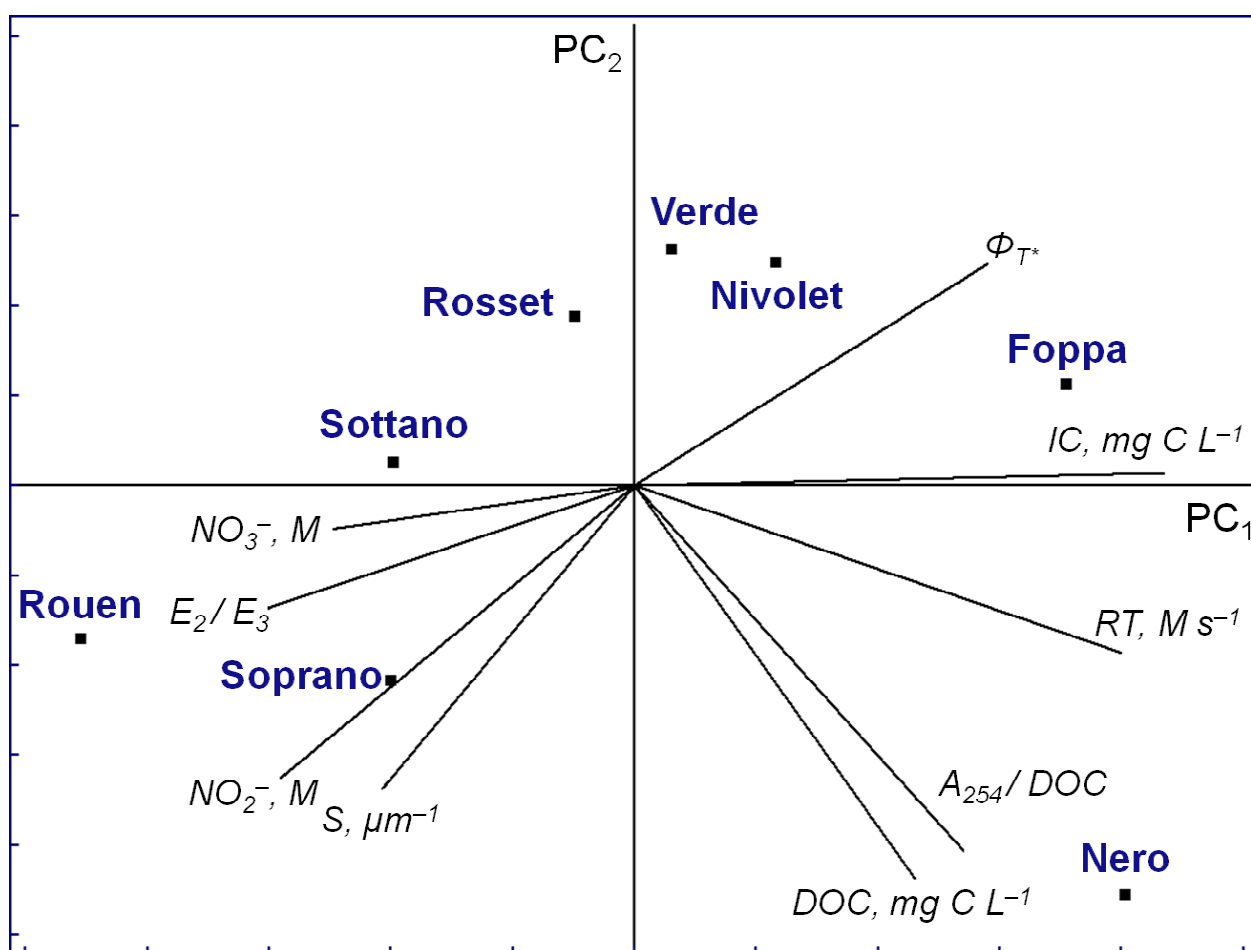 PC₂
Verde
Φ_T*
Nivolet
Rosset
Foppa
Sottano
IC, mg C L⁻¹
PC₁
NO₃⁻, M
Rouen
E₂ / E₃
RT, M s⁻¹
Soprano
NO₂⁻, M
S, μm⁻¹
A₂₅₄ / DOC
Nero
DOC, mg C L⁻¹